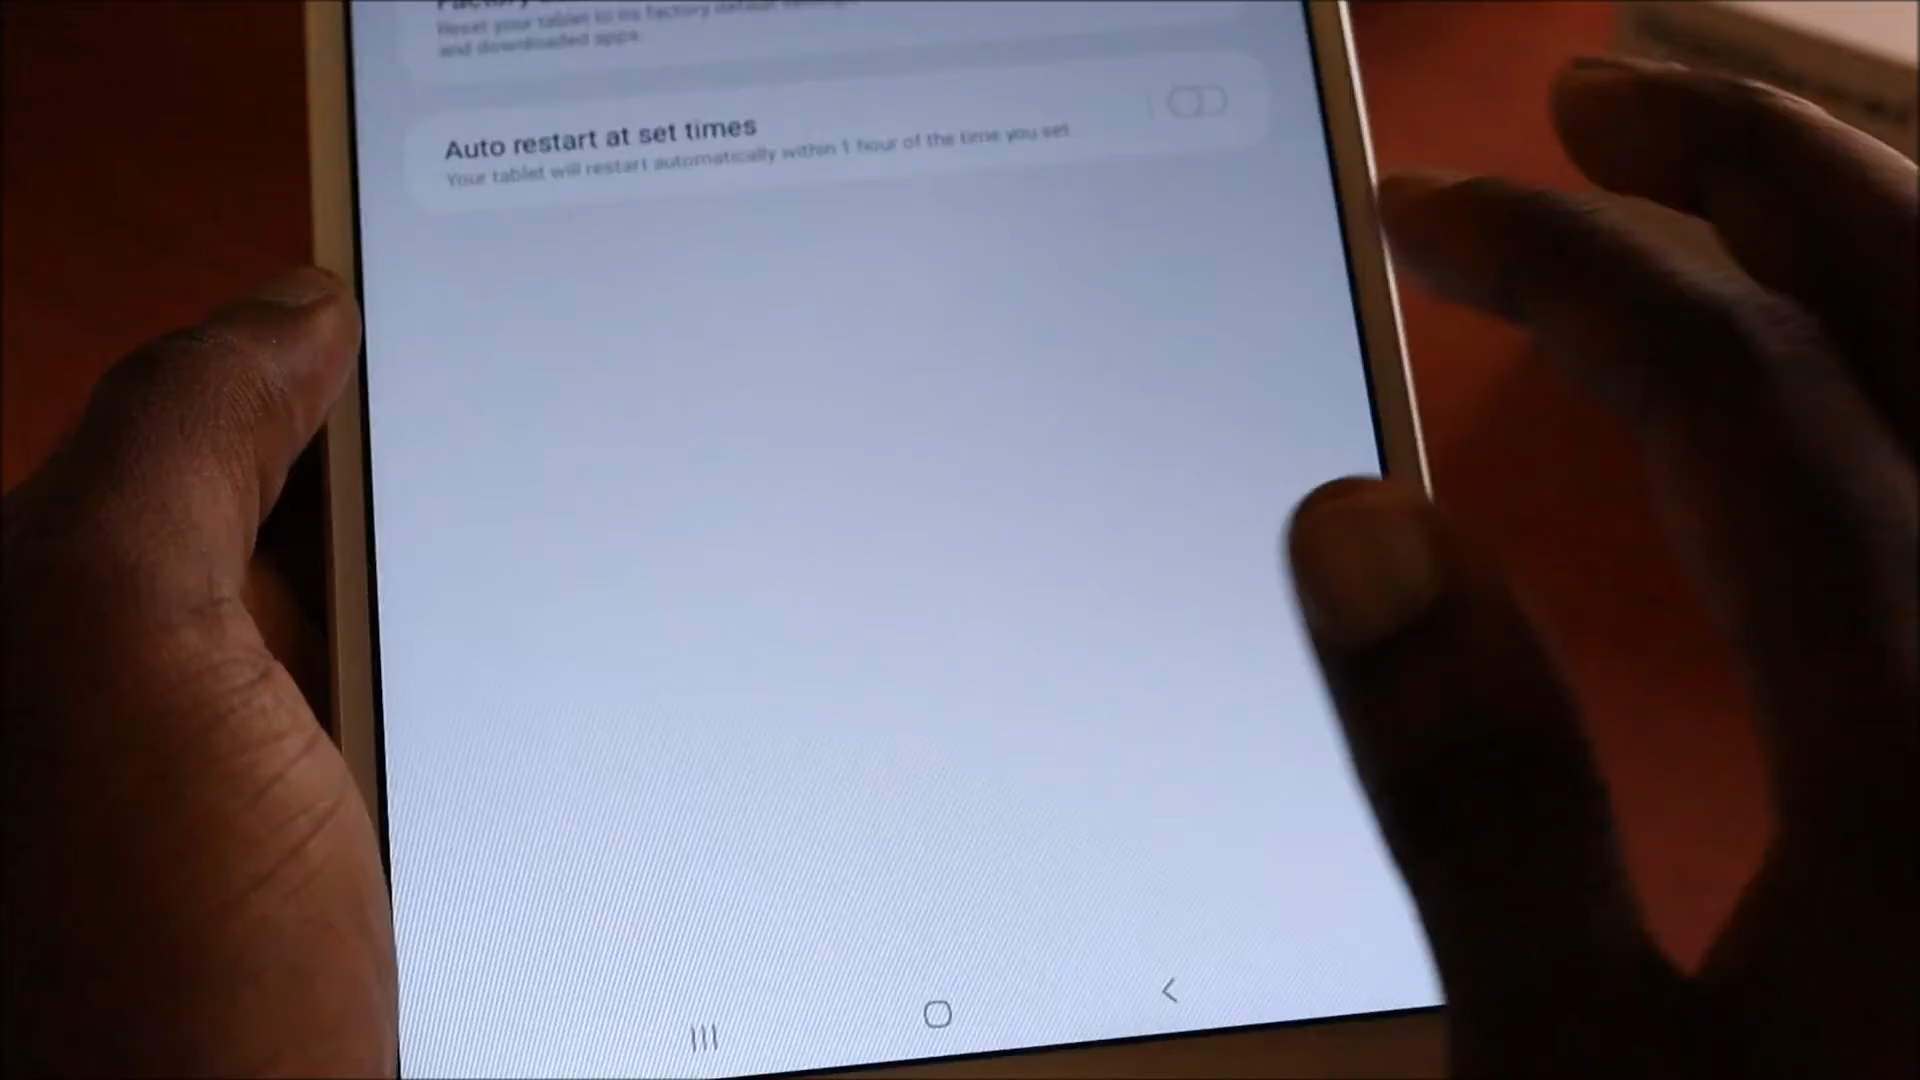 Factory
Reset your tablet to its factory default settings,
and downloaded apps.
Auto restart at set times
Your tablet will restart automatically within 1 hour of the time you set.